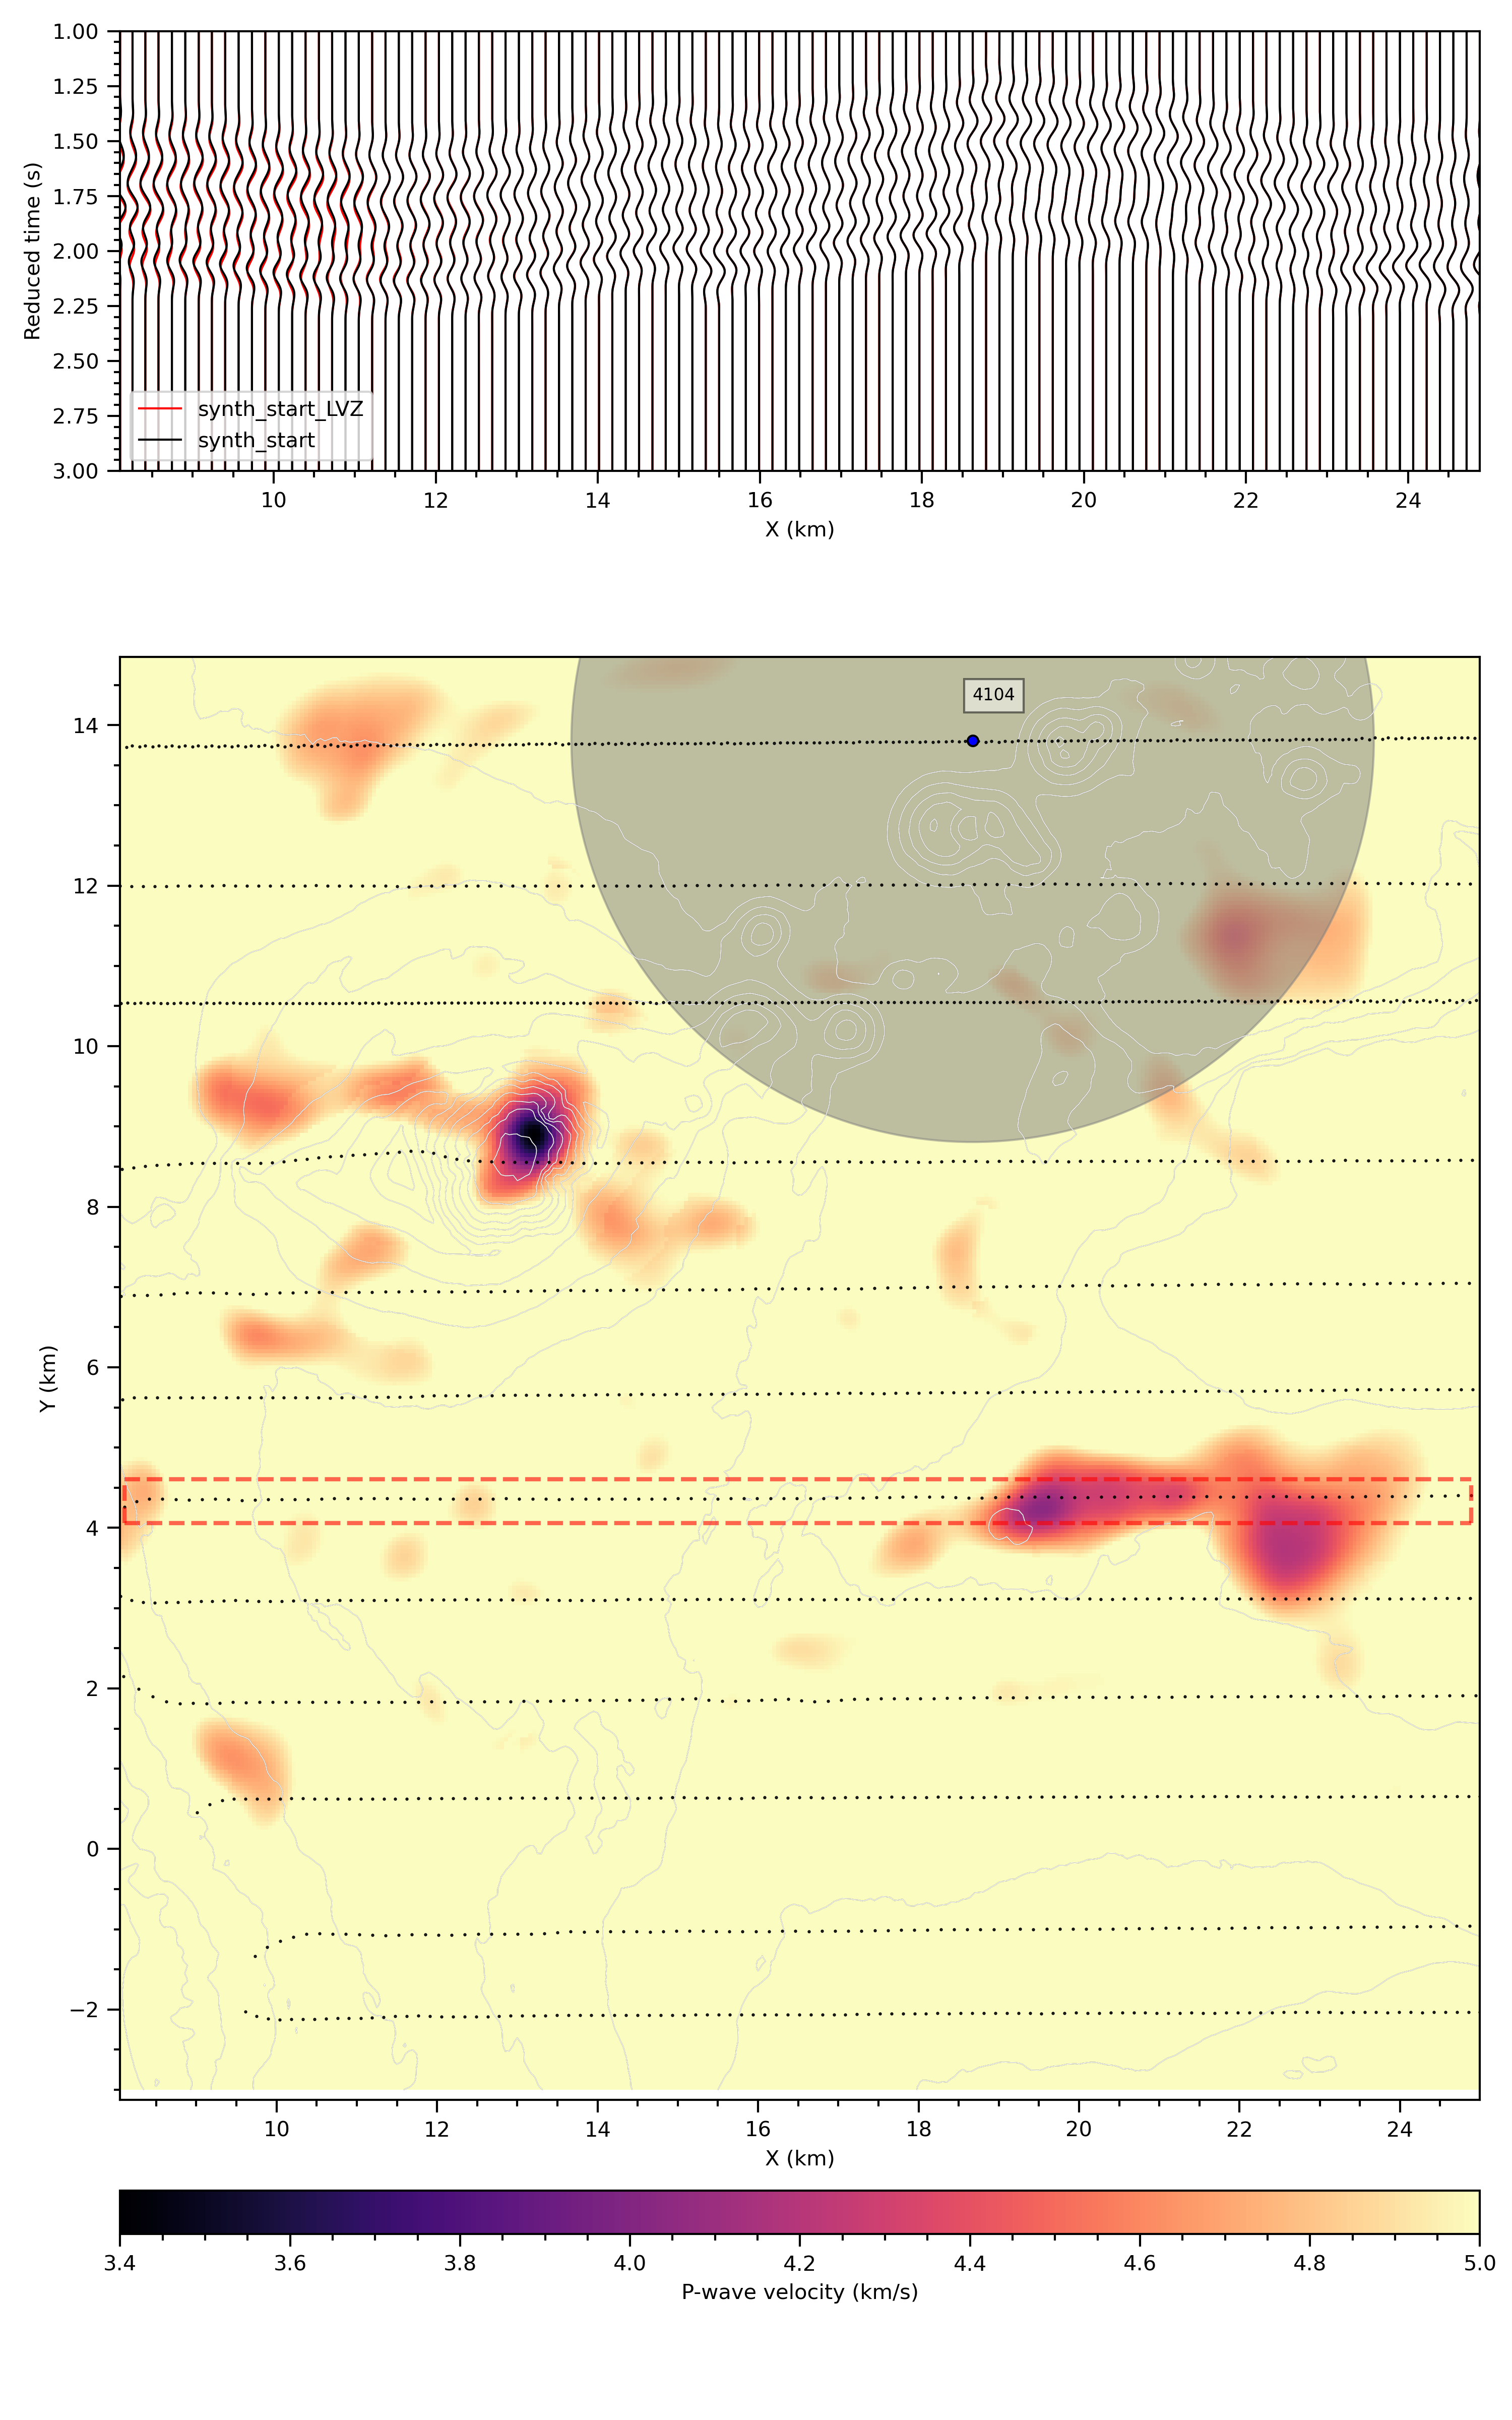 1.00
1.25
1.50
1.75
2.00
2.25
2.50
2.75
3.00
Reduced time (s)
synth_start_LVZ
synth_start
10 12 14 16 18 20 22 24
X (km)
4104
14
12
10
8
6
4
2
0
−2
Y (km)
10 12 14 16 18 20 22 24
X (km)
3.4 3.6 3.8 4.0 4.2 4.4 4.6 4.8 5.0
P-wave velocity (km/s)